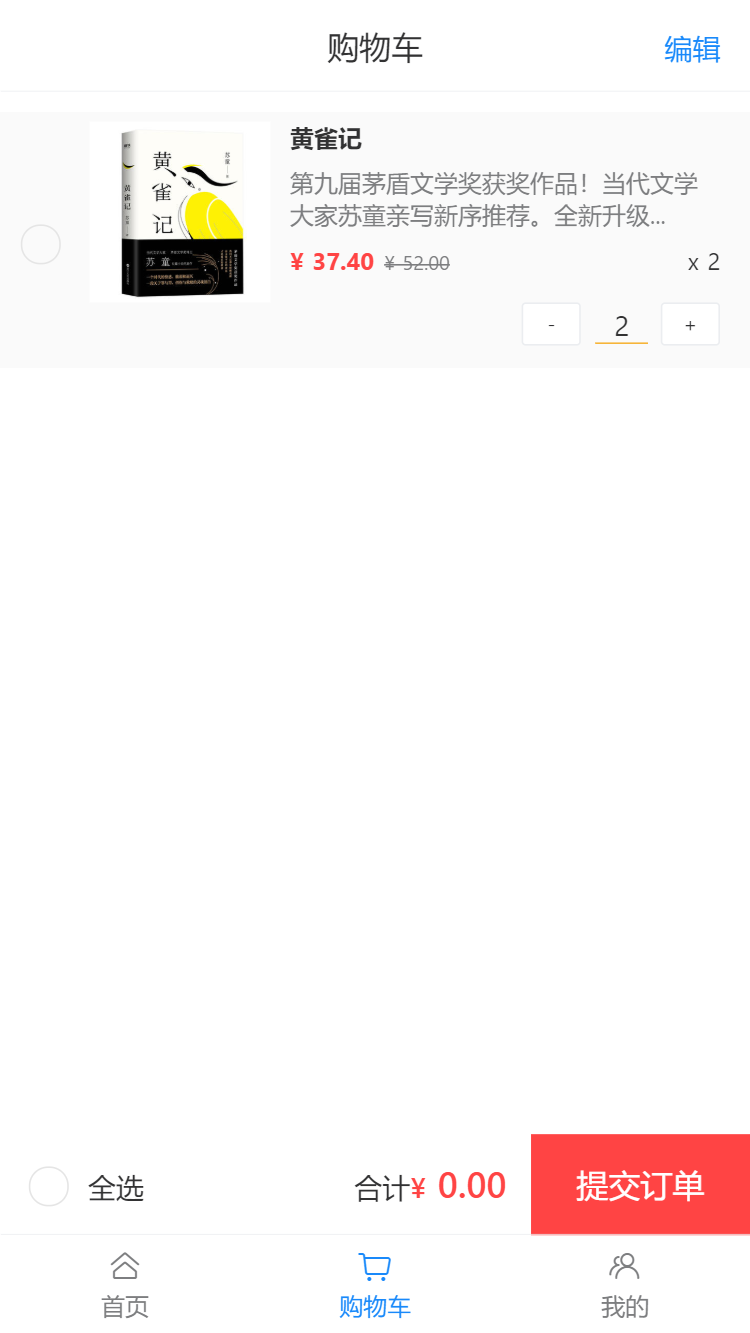 购物车
编辑
黄雀记
第九届茅盾文学奖获奖作品！当代文学
大家苏童亲写新序推荐。全新升级...
¥ 37.40 ¥ 52.00 x 2
- 2 +
黄雀记
苏童
黄雀记
苏童
全选 合计¥ 0.00 提交订单
首页 购物车 我的